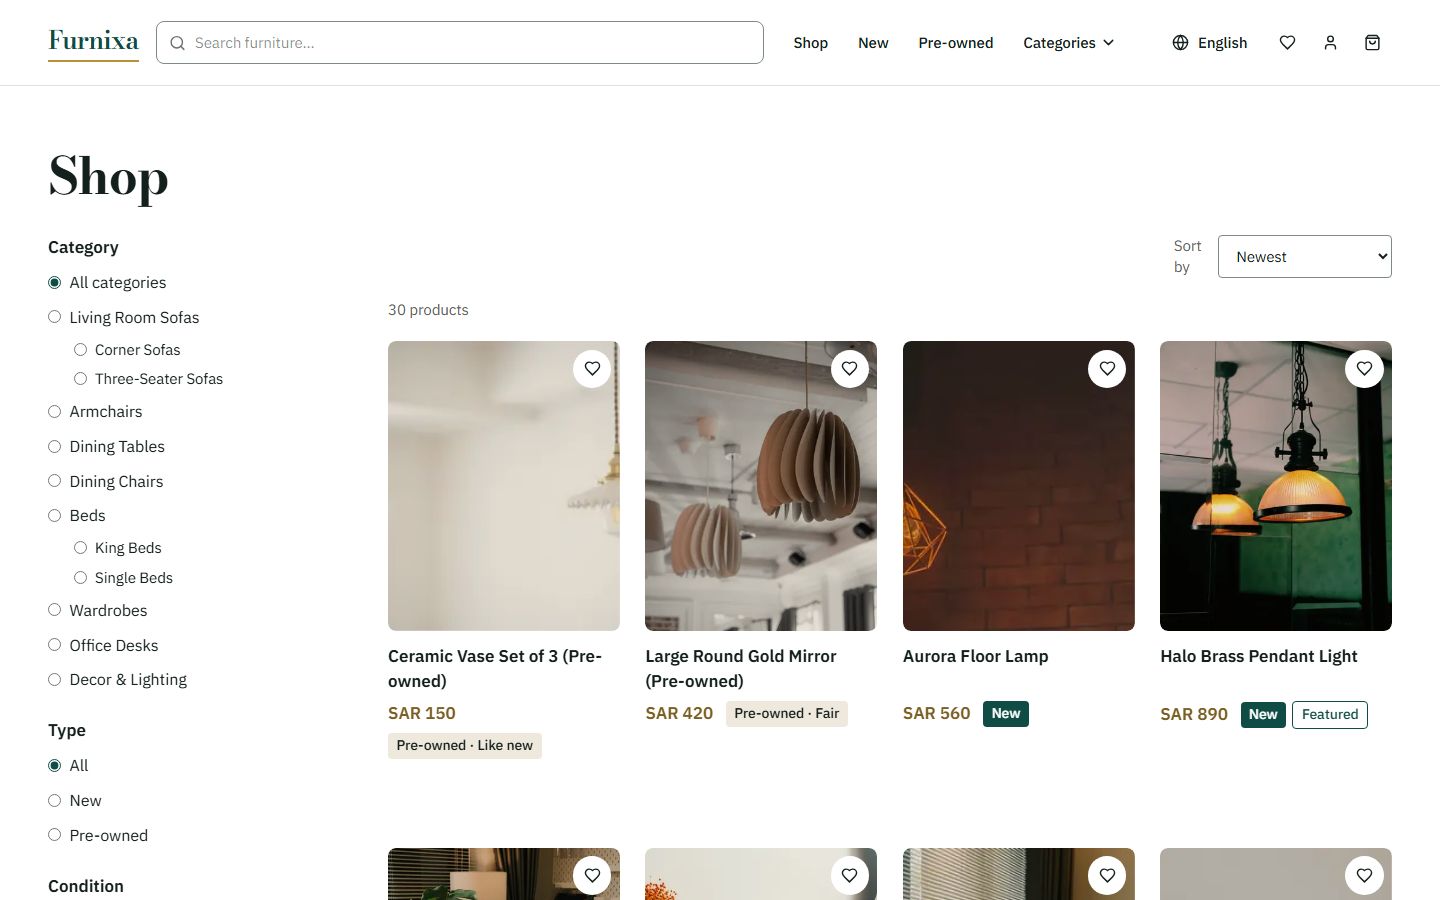 Furnixa
Search furniture...
Shop
New
Pre-owned
Categories
English
Shop
Category
All categories
Living Room Sofas
Corner Sofas
Three-Seater Sofas
Armchairs
Dining Tables
Dining Chairs
Beds
King Beds
Single Beds
Wardrobes
Office Desks
Decor & Lighting
Type
All
New
Pre-owned
Condition
Sort
by
Newest
30 products
Ceramic Vase Set of 3 (Pre-
owned)
SAR 150
Pre-owned · Like new
Large Round Gold Mirror
(Pre-owned)
SAR 420
Pre-owned · Fair
Aurora Floor Lamp
SAR 560
New
Halo Brass Pendant Light
SAR 890
New
Featured